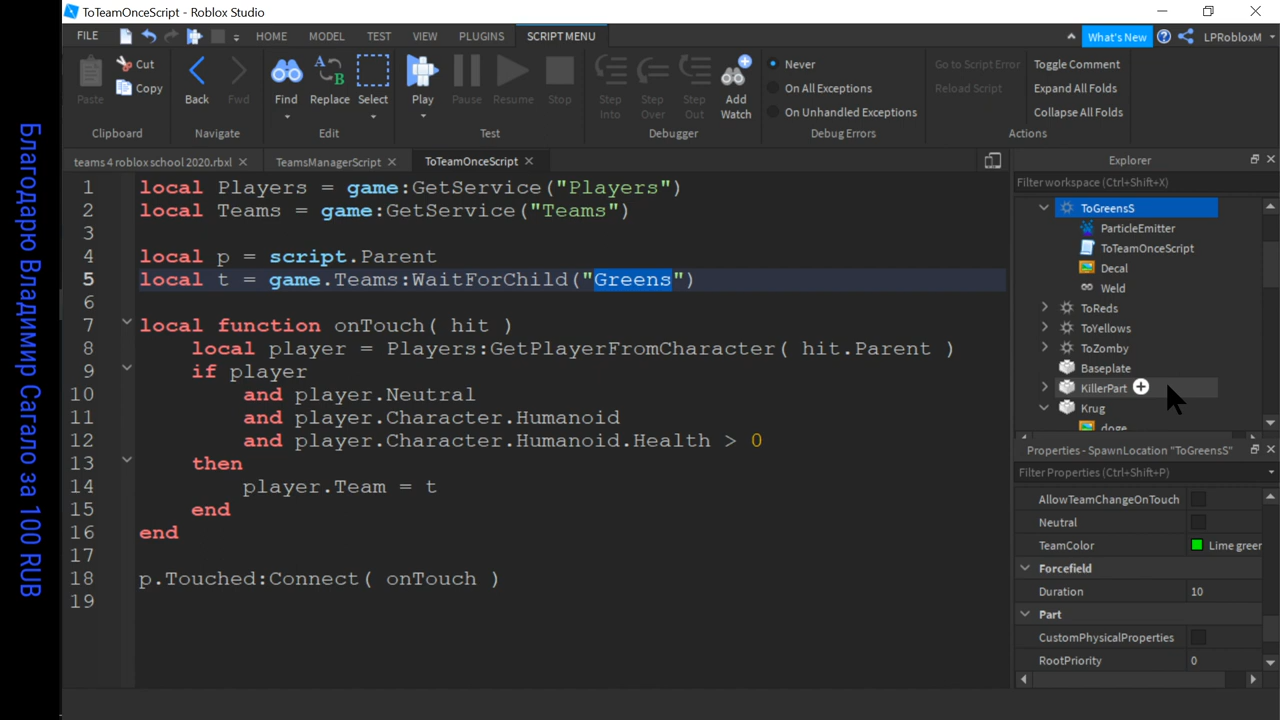 Благодарю Владимир Сагало за 100 RUB
ToTeamOnceScript - Roblox Studio
FILE HOME MODEL TEST VIEW PLUGINS SCRIPT MENU What's New LPRobloxM
Paste Cut Copy
Clipboard
Back Fwd
Navigate
Find Replace Select
Edit
Play Pause Resume Stop
Test
Step Into Step Over Step Out Add Watch
Debugger
Never
On All Exceptions
On Unhandled Exceptions
Debug Errors
Go to Script Error Toggle Comment
Reload Script Expand All Folds
Collapse All Folds
Actions
teams 4 roblox school 2020.rbxl TeamsManagerScript ToTeamOnceScript
1 local Players = game:GetService("Players")
2 local Teams = game:GetService("Teams")
3
4 local p = script.Parent
5 local t = game.Teams:WaitForChild("Greens")
6
7 local function onTouch( hit )
8 local player = Players:GetPlayerFromCharacter( hit.Parent )
9 if player
10 and player.Neutral
11 and player.Character.Humanoid
12 and player.Character.Humanoid.Health > 0
13 then
14 player.Team = t
15 end
16 end
17
18 p.Touched:Connect( onTouch )
19
Explorer
Filter workspace (Ctrl+Shift+X)
ToGreensS
ParticleEmitter
ToTeamOnceScript
Decal
Weld
ToReds
ToYellows
ToZomby
Baseplate
KillerPart
Krug
doge
Properties - SpawnLocation "ToGreensS"
Filter Properties (Ctrl+Shift+P)
AllowTeamChangeOnTouch
Neutral
TeamColor Lime greer
Forcefield
Duration 10
Part
CustomPhysicalProperties
RootPriority 0